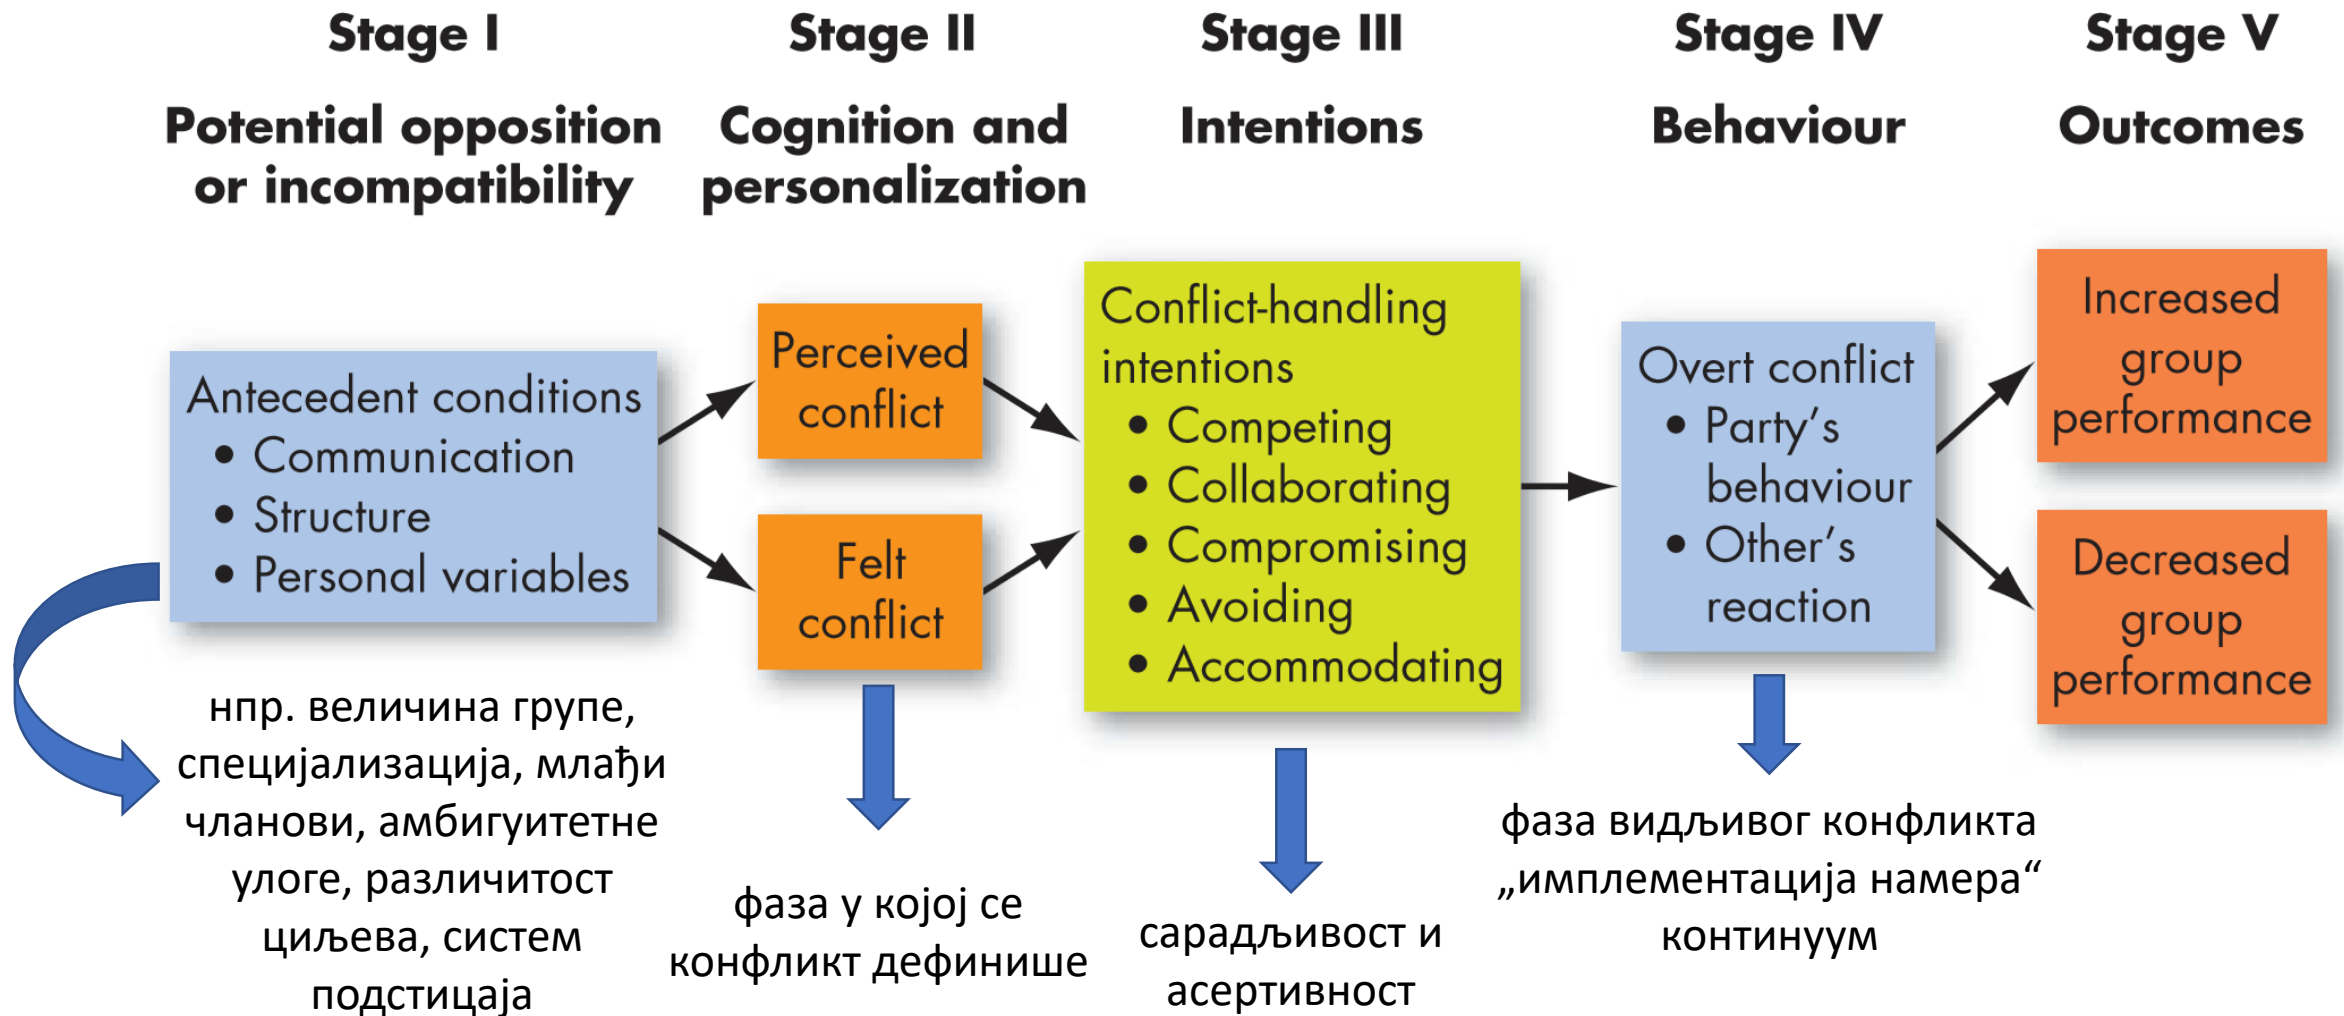 Stage I
Potential opposition
or incompatibility
Stage II
Cognition and
personalization
Stage III
Intentions
Stage IV
Behaviour
Stage V
Outcomes
Antecedent conditions
• Communication
• Structure
• Personal variables
Perceived
conflict
Felt
conflict
Conflict-handling
intentions
• Competing
• Collaborating
• Compromising
• Avoiding
• Accommodating
Overt conflict
• Party’s
behaviour
• Other’s
reaction
Increased
group
performance
Decreased
group
performance
нпр. величина групе,
специјализација, млађи
чланови, амбигуитетне
улоге, различитост
циљева, систем
подстицаја
фаза у којој се
конфликт дефинише
сарадљивост и
асертивност
фаза видљивог конфликта
„имплементација намера“
континуум